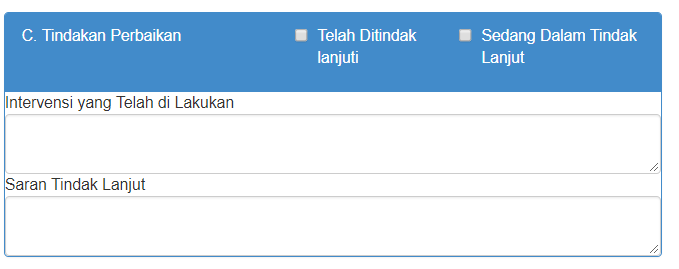 C. Tindakan Perbaikan
Telah Ditindak
lanjuti
Sedang Dalam Tindak
Lanjut
Intervensi yang Telah di Lakukan
Saran Tindak Lanjut